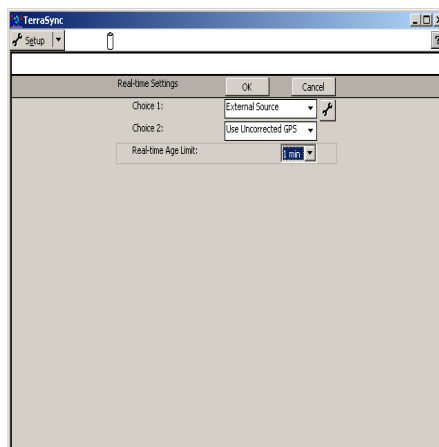 TerraSync
Setup
?
Real-time Settings OK Cancel
Choice 1: External Source
Choice 2: Use Uncorrected GPS
Real-time Age Limit: 1 min